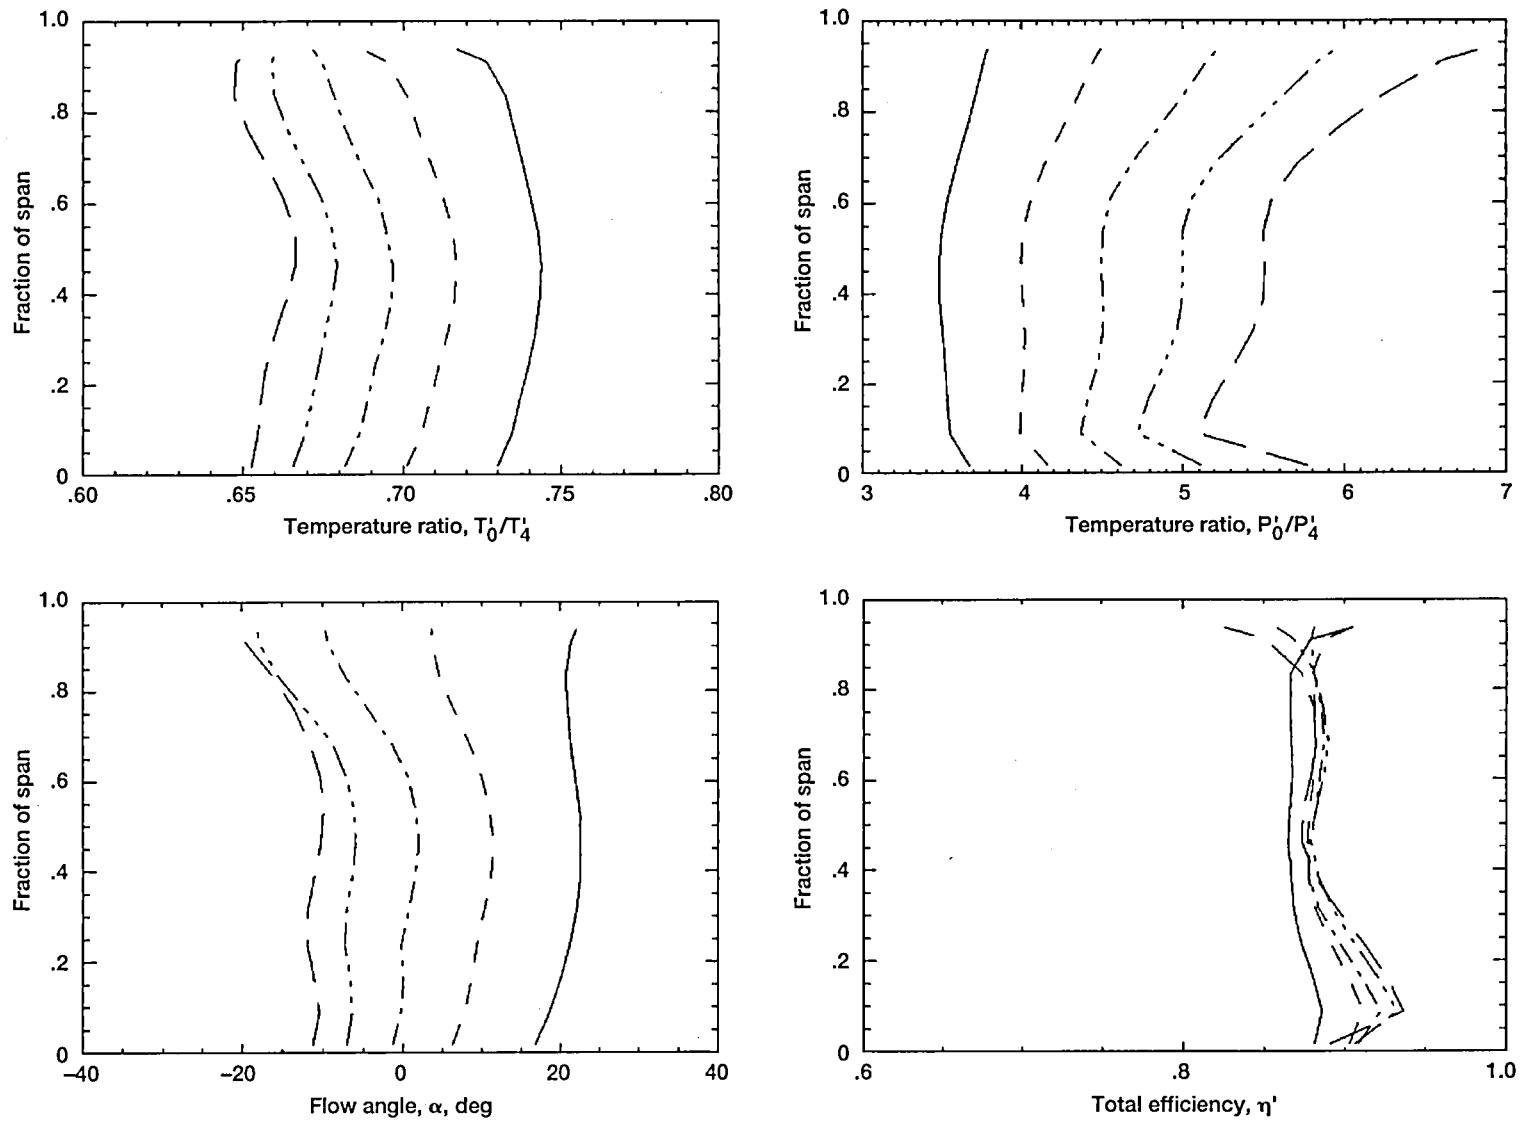 1.0
.8
.6
.4
.2
0
Fraction of span
.60 .65 .70 .75 .80
Temperature ratio, T'0/T'4
1.0
.8
.6
.4
.2
0
Fraction of span
3 4 5 6 7
Temperature ratio, P'0/P'4
1.0
.8
.6
.4
.2
0
Fraction of span
–40 –20 0 20 40
Flow angle, α, deg
1.0
.8
.6
.4
.2
0
Fraction of span
.6 .8 1.0
Total efficiency, η'